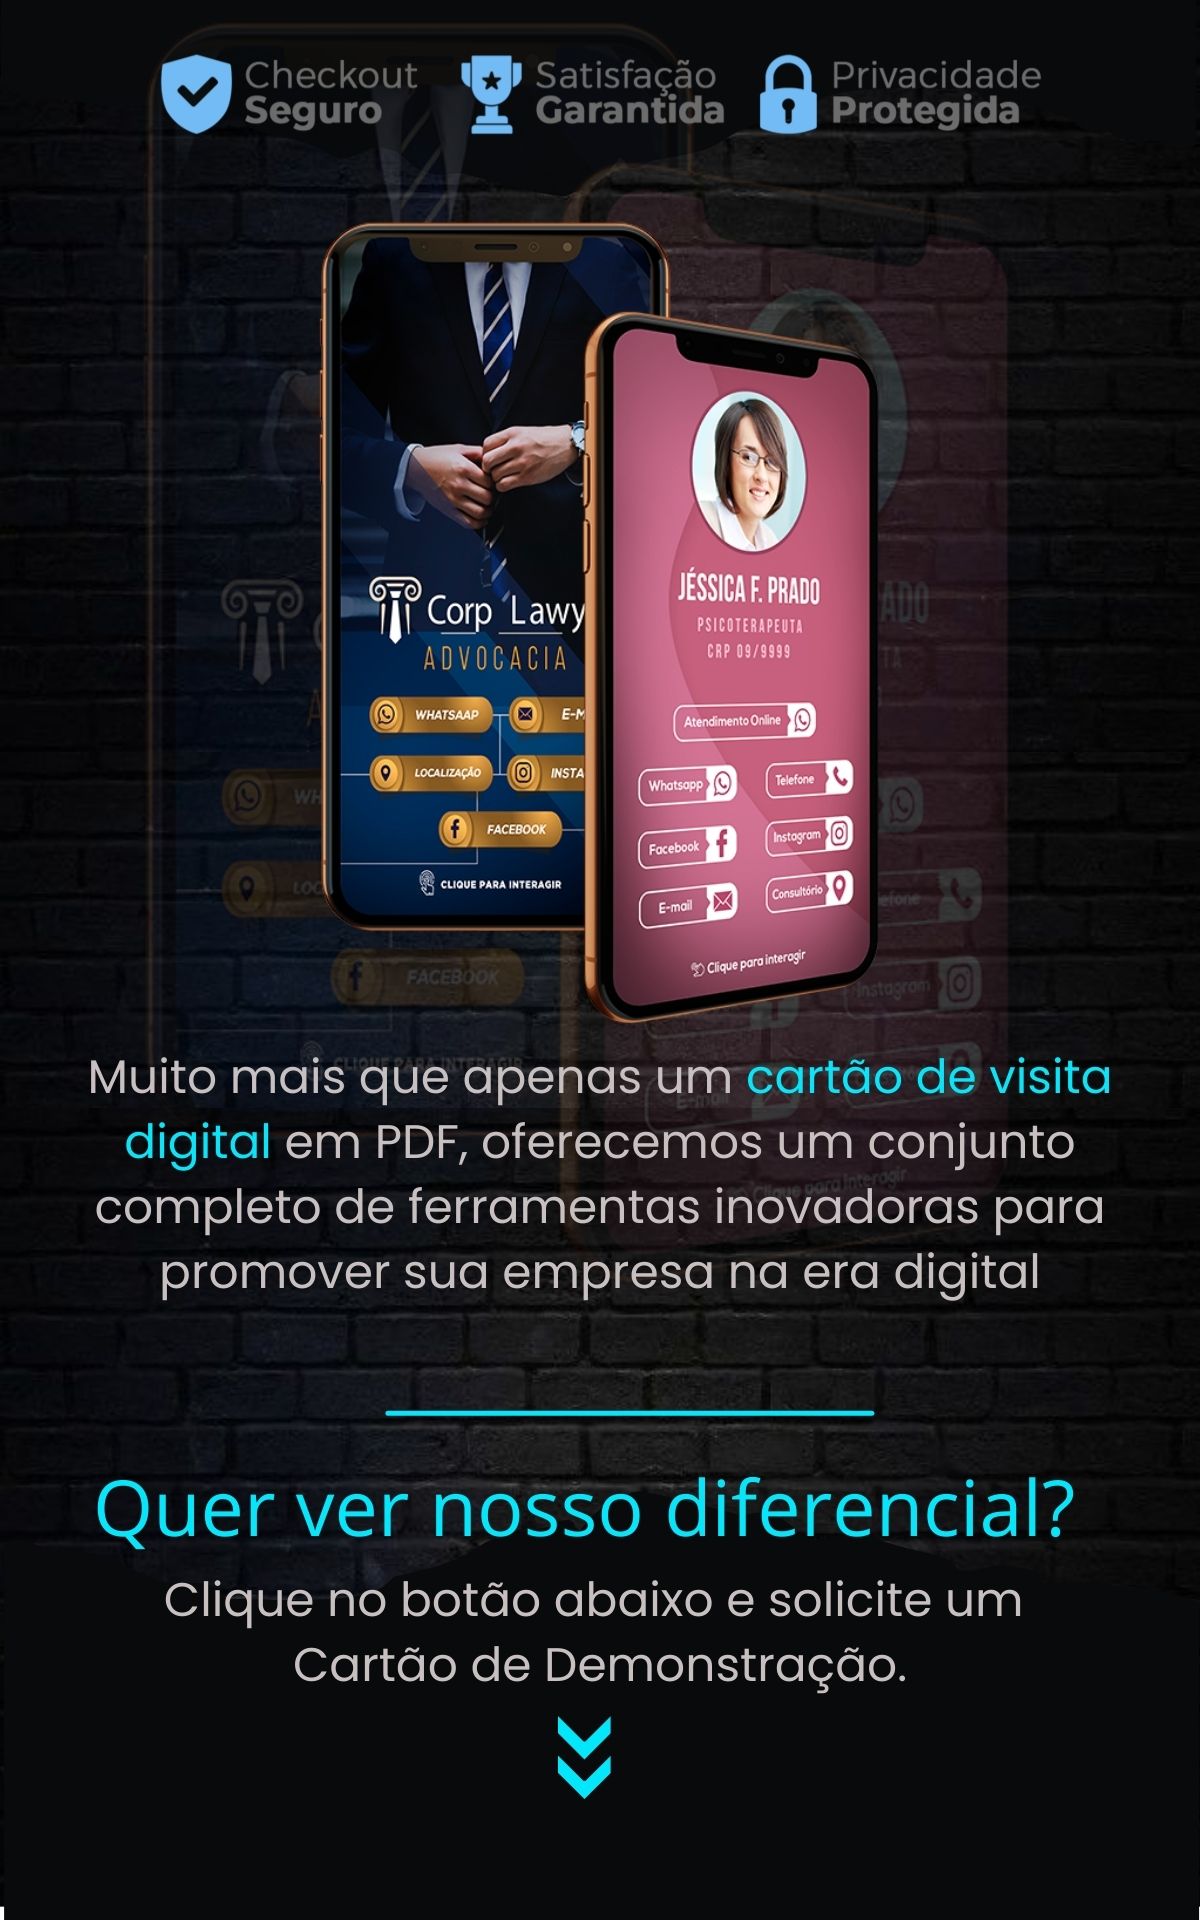 Checkout
Seguro
Satisfação
Garantida
Privacidade
Protegida
Corp Lawy
ADVOCACIA
WHATSAAP
E-M
LOCALIZAÇÃO
INSTA
FACEBOOK
CLIQUE PARA INTERAGIR
JÉSSICA F. PRADO
PSICOTERAPEUTA
CRP 09/9999
Atendimento Online
Whatsapp
Telefone
Facebook
Instagram
E-mail
Consultório
Clique para interagir
Muito mais que apenas um cartão de visita
digital em PDF, oferecemos um conjunto
completo de ferramentas inovadoras para
promover sua empresa na era digital
Quer ver nosso diferencial?
Clique no botão abaixo e solicite um
Cartão de Demonstração.